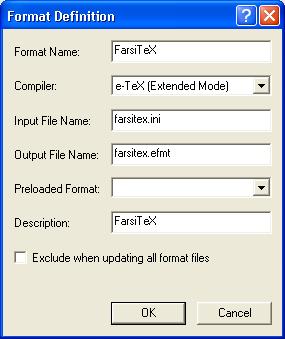 Format Definition
Format Name: FarsiTeX
Compiler: e-TeX (Extended Mode)
Input File Name: farsitex.ini
Output File Name: farsitex.efmt
Preloaded Format:
Description: FarsiTeX
Exclude when updating all format files
OK Cancel